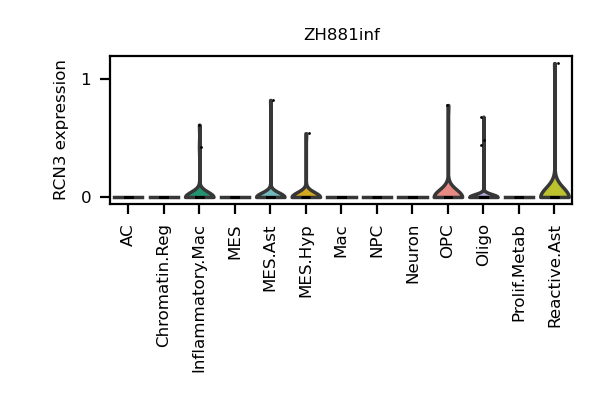 ZH881inf
RCN3 expression
1
0
AC
Chromatin.Reg
Inflammatory.Mac
MES
MES.Ast
MES.Hyp
Mac
NPC
Neuron
OPC
Oligo
Prolif.Metab
Reactive.Ast